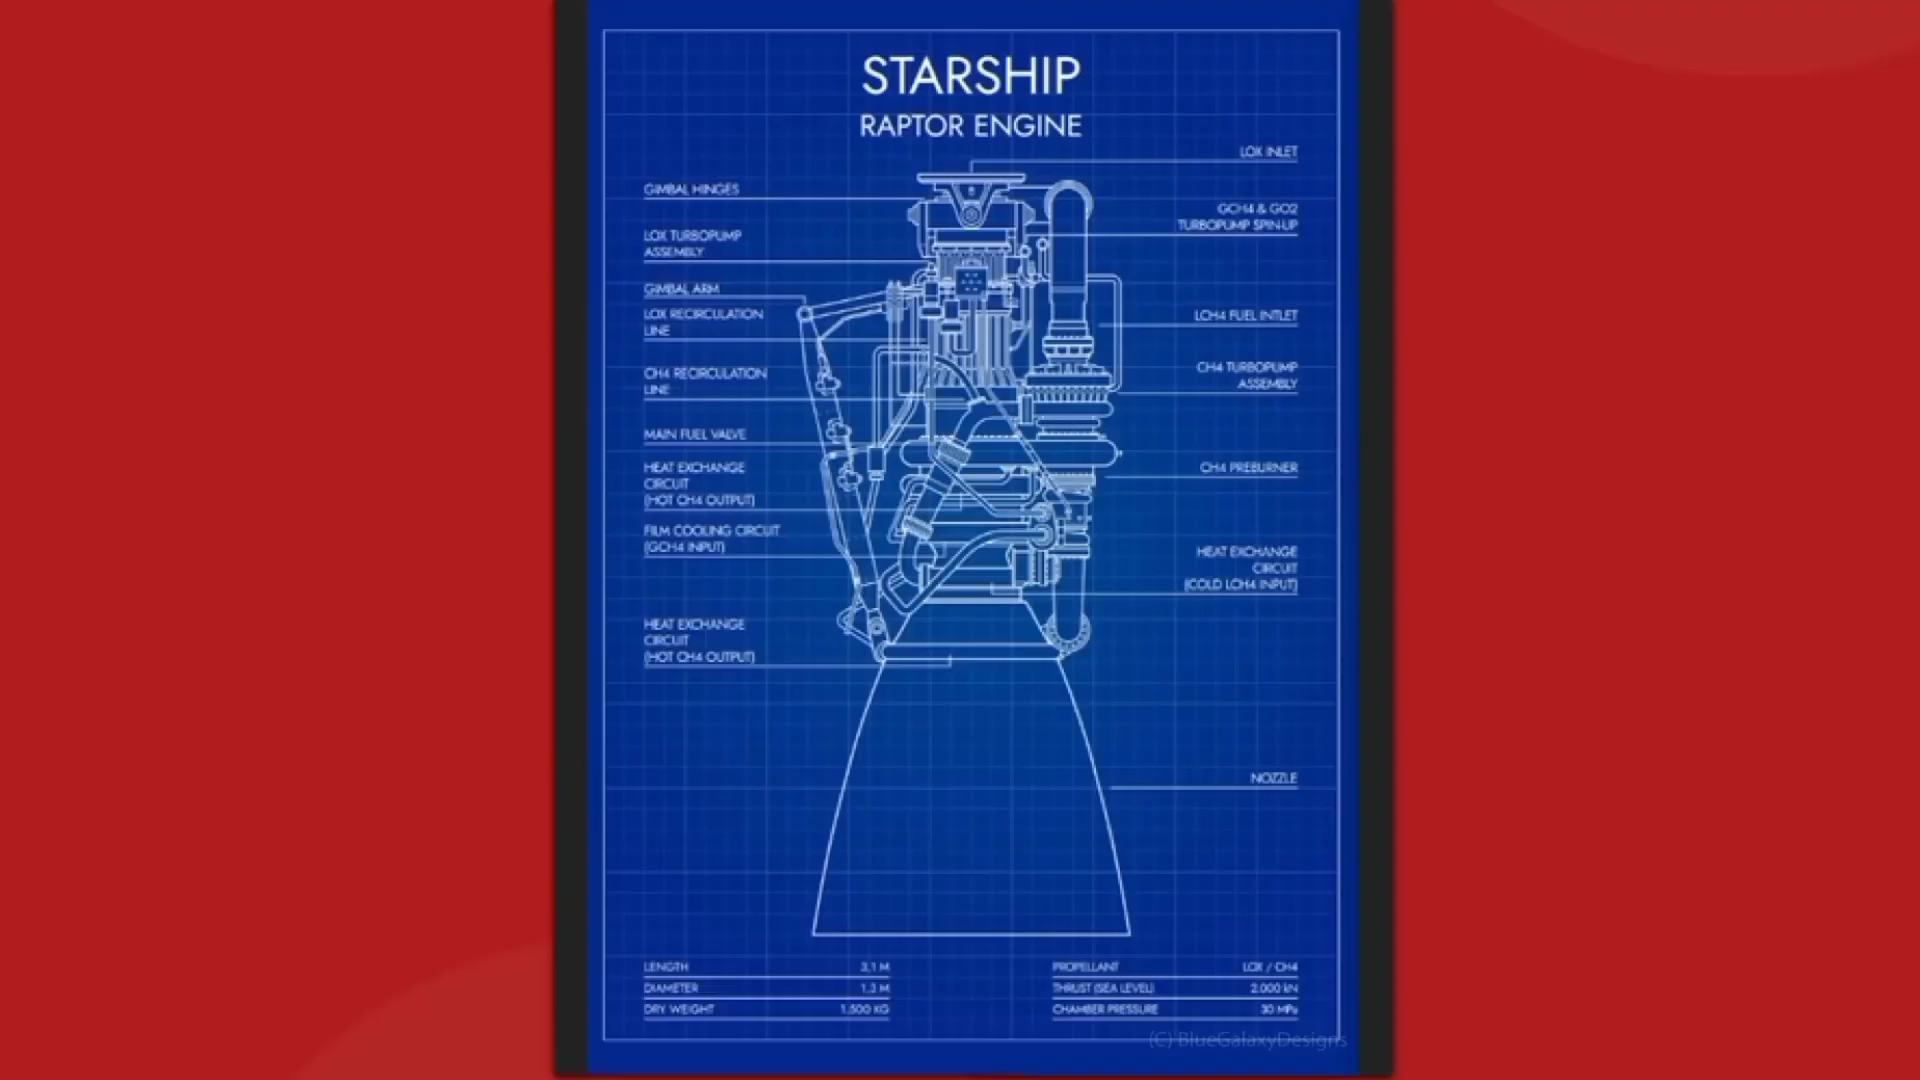 STARSHIP
RAPTOR ENGINE
LOX INLET
GIMBAL HINGES
GCH4 & GO2
TURBOPUMP SPIN-UP
LOX TURBOPUMP
ASSEMBLY
GIMBAL ARM
LOX RECIRCULATION
LINE
LCH4 FUEL INTLET
CH4 TURBOPUMP
ASSEMBLY
CH4 RECIRCULATION
LINE
MAIN FUEL VALVE
HEAT EXCHANGE
CIRCUIT
(HOT CH4 OUTPUT)
CH4 PREBURNER
FILM COOLING CIRCUIT
(GCH4 INPUT)
HEAT EXCHANGE
CIRCUIT
(COLD LCH4 INPUT)
HEAT EXCHANGE
CIRCUIT
(HOT CH4 OUTPUT)
NOZZLE
LENGTH 3,1 M
DIAMETER 1,3 M
DRY WEIGHT 1,500 KG
PROPELLANT LOX / CH4
THRUST (SEA LEVEL) 2.000 kN
CHAMBER PRESSURE 30 MPa
(C) BlueGalaxyDesigns